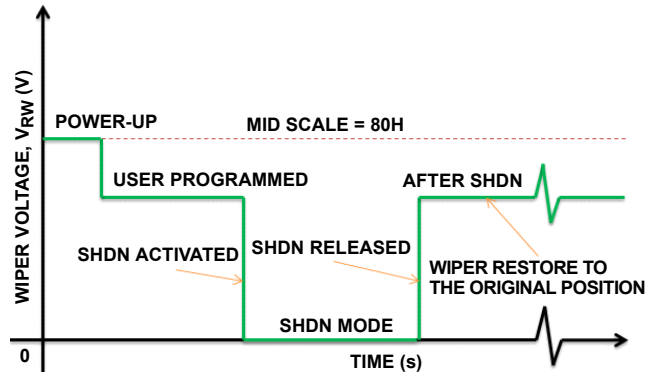 WIPER VOLTAGE, VRW (V)
POWER-UP
MID SCALE = 80H
USER PROGRAMMED
AFTER SHDN
SHDN ACTIVATED
SHDN RELEASED
WIPER RESTORE TO
THE ORIGINAL POSITION
SHDN MODE
0
TIME (s)